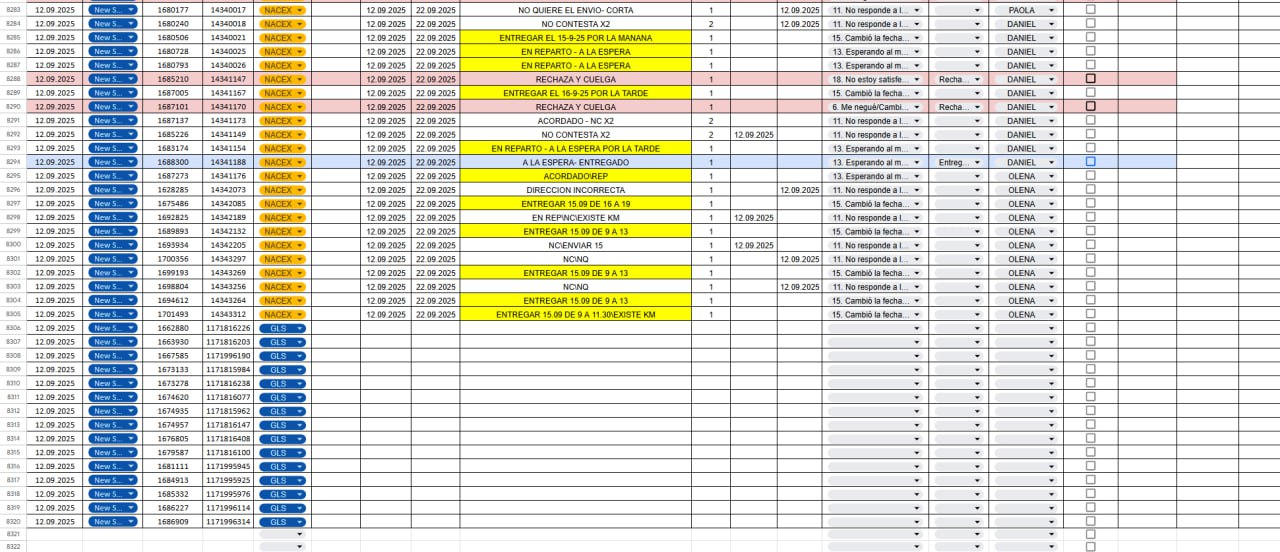 8283 12.09.2025 New S... 1680177 14340017 NACEX 12.09.2025 22.09.2025 NO QUIERE EL ENVIO- CORTA 1 12.09.2025 11. No responde a l... PAOLA
8284 12.09.2025 New S... 1680240 14340018 NACEX 12.09.2025 22.09.2025 NO CONTESTA X2 2 12.09.2025 11. No responde a l... DANIEL
8285 12.09.2025 New S... 1680506 14340021 NACEX 12.09.2025 22.09.2025 ENTREGAR EL 15-9-25 POR LA MANANA 1 15. Cambió la fecha... DANIEL
8286 12.09.2025 New S... 1680728 14340025 NACEX 12.09.2025 22.09.2025 EN REPARTO - A LA ESPERA 1 13. Esperando al m... DANIEL
8287 12.09.2025 New S... 1680793 14340026 NACEX 12.09.2025 22.09.2025 EN REPARTO - A LA ESPERA 1 13. Esperando al m... DANIEL
8288 12.09.2025 New S... 1685210 14341147 NACEX 12.09.2025 22.09.2025 RECHAZA Y CUELGA 1 18. No estoy satisfe... Recha... DANIEL
8289 12.09.2025 New S... 1687005 14341167 NACEX 12.09.2025 22.09.2025 ENTREGAR EL 16-9-25 POR LA TARDE 1 15. Cambió la fecha... DANIEL
8290 12.09.2025 New S... 1687101 14341170 NACEX 12.09.2025 22.09.2025 RECHAZA Y CUELGA 1 6. Me negué/Cambi... Recha... DANIEL
8291 12.09.2025 New S... 1687137 14341173 NACEX 12.09.2025 22.09.2025 ACORDADO - NC X2 2 11. No responde a l... DANIEL
8292 12.09.2025 New S... 1685226 14341149 NACEX 12.09.2025 22.09.2025 NO CONTESTA X2 2 12.09.2025 11. No responde a l... DANIEL
8293 12.09.2025 New S... 1683174 14341154 NACEX 12.09.2025 22.09.2025 EN REPARTO - A LA ESPERA POR LA TARDE 1 13. Esperando al m... DANIEL
8294 12.09.2025 New S... 1688300 14341188 NACEX 12.09.2025 22.09.2025 A LA ESPERA- ENTREGADO 1 13. Esperando al m... Entreg... DANIEL
8295 12.09.2025 New S... 1687273 14341176 NACEX 12.09.2025 22.09.2025 ACORDADO\REP 1 13. Esperando al m... OLENA
8296 12.09.2025 New S... 1628285 14342073 NACEX 12.09.2025 22.09.2025 DIRECCION INCORRECTA 1 12.09.2025 11. No responde a l... OLENA
8297 12.09.2025 New S... 1675486 14342085 NACEX 12.09.2025 22.09.2025 ENTREGAR 15.09 DE 16 A 19 1 15. Cambió la fecha... OLENA
8298 12.09.2025 New S... 1692825 14342189 NACEX 12.09.2025 22.09.2025 EN REP\NC\EXISTE KM 1 12.09.2025 11. No responde a l... OLENA
8299 12.09.2025 New S... 1689893 14342132 NACEX 12.09.2025 22.09.2025 ENTREGAR 15.09 DE 9 A 13 1 15. Cambió la fecha... OLENA
8300 12.09.2025 New S... 1693934 14342205 NACEX 12.09.2025 22.09.2025 NC\ENVIAR 15 1 12.09.2025 11. No responde a l... OLENA
8301 12.09.2025 New S... 1700356 14343297 NACEX 12.09.2025 22.09.2025 NC\NQ 1 12.09.2025 11. No responde a l... OLENA
8302 12.09.2025 New S... 1699193 14343269 NACEX 12.09.2025 22.09.2025 ENTREGAR 15.09 DE 9 A 13 1 15. Cambió la fecha... OLENA
8303 12.09.2025 New S... 1698804 14343256 NACEX 12.09.2025 22.09.2025 NC\NQ 1 12.09.2025 11. No responde a l... OLENA
8304 12.09.2025 New S... 1694612 14343264 NACEX 12.09.2025 22.09.2025 ENTREGAR 15.09 DE 9 A 13 1 15. Cambió la fecha... OLENA
8305 12.09.2025 New S... 1701493 14343312 NACEX 12.09.2025 22.09.2025 ENTREGAR 15.09 DE 9 A 11.30\EXISTE KM 1 15. Cambió la fecha... OLENA
8306 12.09.2025 New S... 1662880 1171816226 GLS
8307 12.09.2025 New S... 1663930 1171816203 GLS
8308 12.09.2025 New S... 1667585 1171996190 GLS
8309 12.09.2025 New S... 1673133 1171815984 GLS
8310 12.09.2025 New S... 1673278 1171816238 GLS
8311 12.09.2025 New S... 1674620 1171816077 GLS
8312 12.09.2025 New S... 1674935 1171815962 GLS
8313 12.09.2025 New S... 1674957 1171816147 GLS
8314 12.09.2025 New S... 1676805 1171816408 GLS
8315 12.09.2025 New S... 1679587 1171816100 GLS
8316 12.09.2025 New S... 1681111 1171995945 GLS
8317 12.09.2025 New S... 1684913 1171995925 GLS
8318 12.09.2025 New S... 1685332 1171995976 GLS
8319 12.09.2025 New S... 1686227 1171996114 GLS
8320 12.09.2025 New S... 1686909 1171996314 GLS
8321
8322